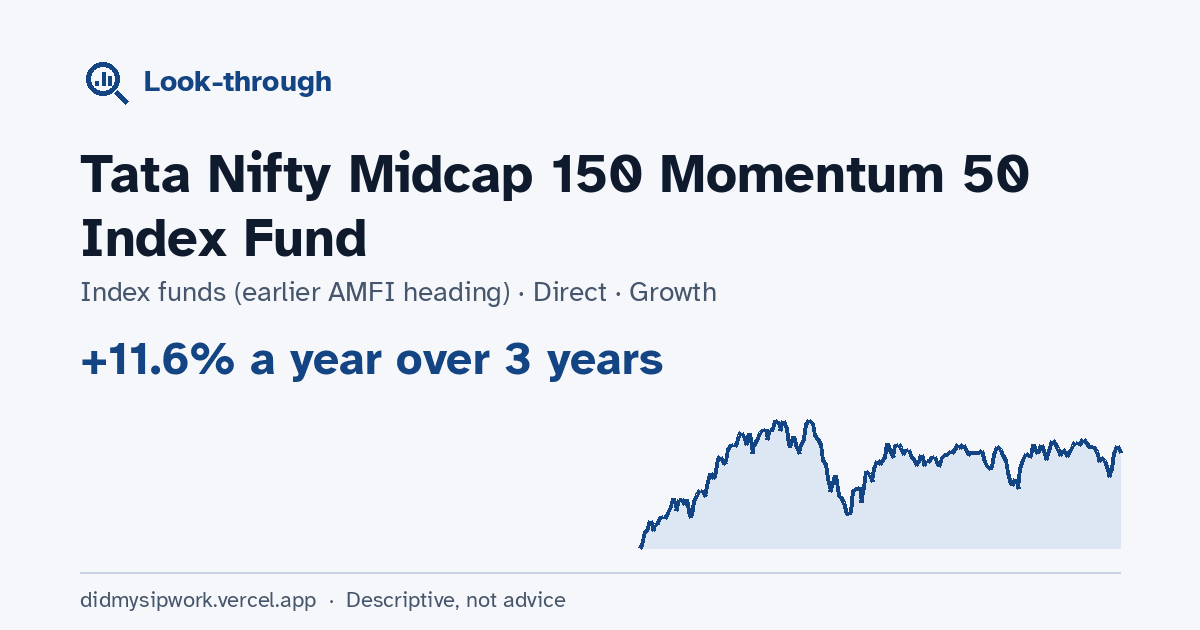 Look-through
Tata Nifty Midcap 150 Momentum 50
Index Fund
Index funds (earlier AMFI heading) · Direct · Growth
+11.6% a year over 3 years
didmysipwork.vercel.app · Descriptive, not advice